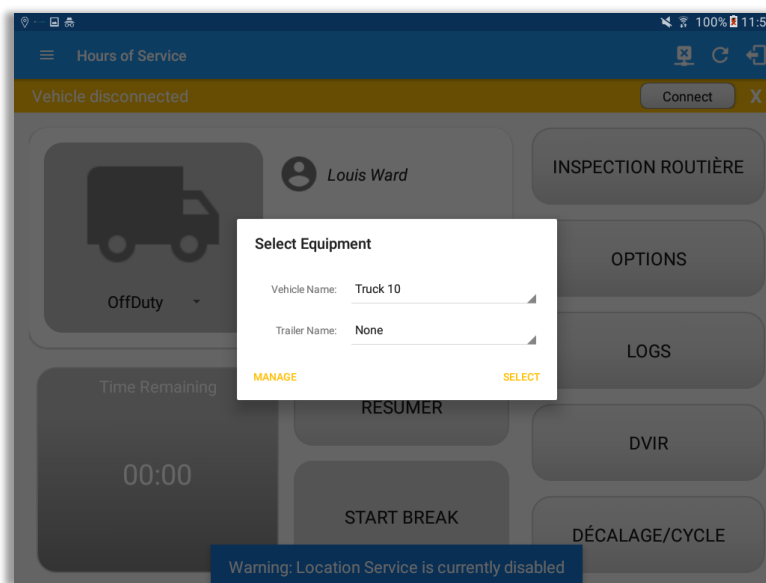 100% 11:5
Hours of Service
Vehicle disconnected
Connect
X
Louis Ward
OffDuty
INSPECTION ROUTIÈRE
OPTIONS
LOGS
DVIR
DÉCALAGE/CYCLE
Select Equipment
Vehicle Name: Truck 10
Trailer Name: None
MANAGE
SELECT
Time Remaining
00:00
RESUMER
START BREAK
Warning: Location Service is currently disabled